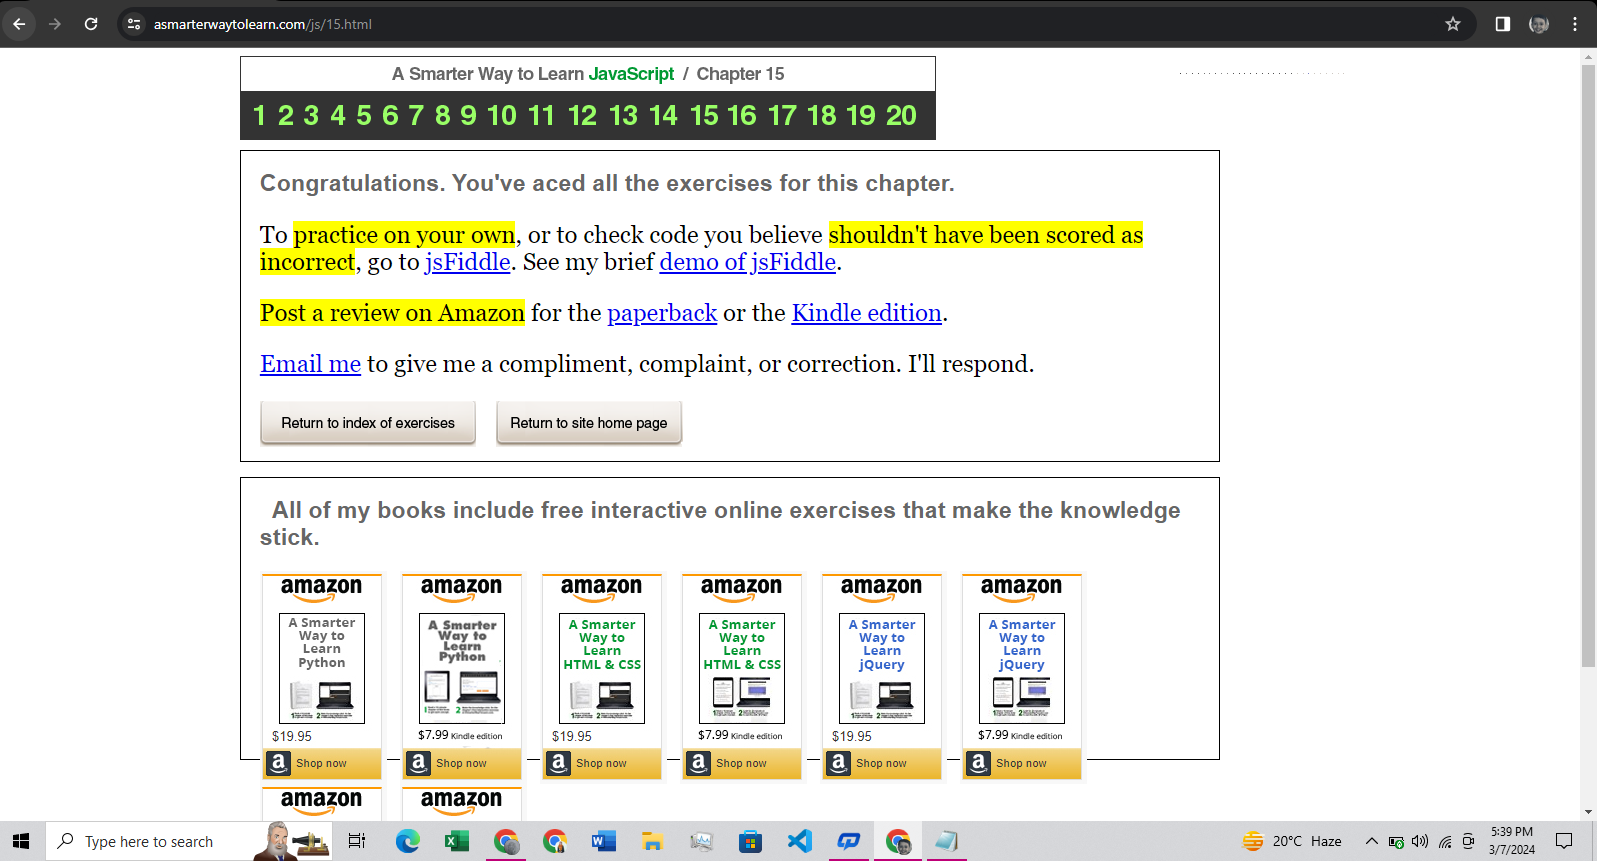 asmarterwaytolearn.com/js/15.html
A Smarter Way to Learn JavaScript / Chapter 15
1 2 3 4 5 6 7 8 9 10 11 12 13 14 15 16 17 18 19 20
Congratulations. You've aced all the exercises for this chapter.
To practice on your own, or to check code you believe shouldn't have been scored as
incorrect, go to jsFiddle. See my brief demo of jsFiddle.
Post a review on Amazon for the paperback or the Kindle edition.
Email me to give me a compliment, complaint, or correction. I'll respond.
Return to index of exercises Return to site home page
All of my books include free interactive online exercises that make the knowledge
stick.
amazon amazon amazon amazon amazon amazon
A Smarter A Smarter A Smarter A Smarter A Smarter A Smarter
Way to Way to Way to Way to Way to Way to
Learn Learn Learn Learn Learn Learn
Python Python HTML & CSS HTML & CSS jQuery jQuery
$19.95 $7.99 Kindle edition $19.95 $7.99 Kindle edition $19.95 $7.99 Kindle edition
a Shop now a Shop now a Shop now a Shop now a Shop now a Shop now
amazon amazon
Type here to search 20°C Haze 5:39 PM
3/7/2024